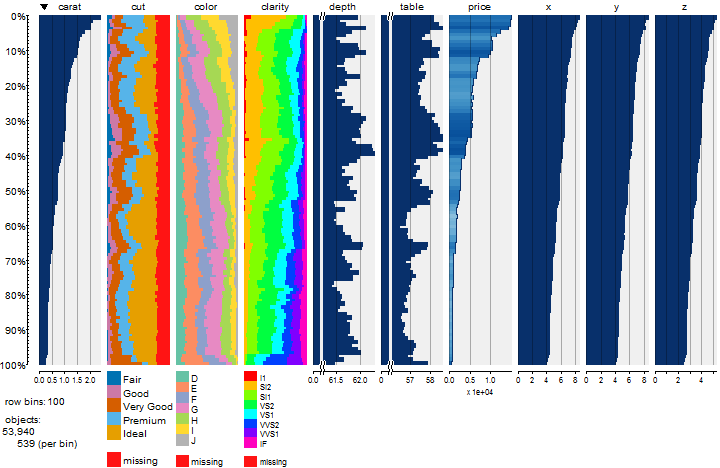 carat cut color clarity depth table price x y z
0%
10%
20%
30%
40%
50%
60%
70%
80%
90%
100%
0.0 0.5 1.0 1.5 2.0
0.0 61.5 62.0
0 57 58
0.0 0.5 1.0
x 1e+04
0 2 4 6 8
0 2 4 6 8
0 2 4
row bins: 100
objects:
53,940
539 (per bin)
Fair
Good
Very Good
Premium
Ideal
missing
D
E
F
G
H
I
J
missing
I1
SI2
SI1
VS2
VS1
VVS2
VVS1
IF
missing